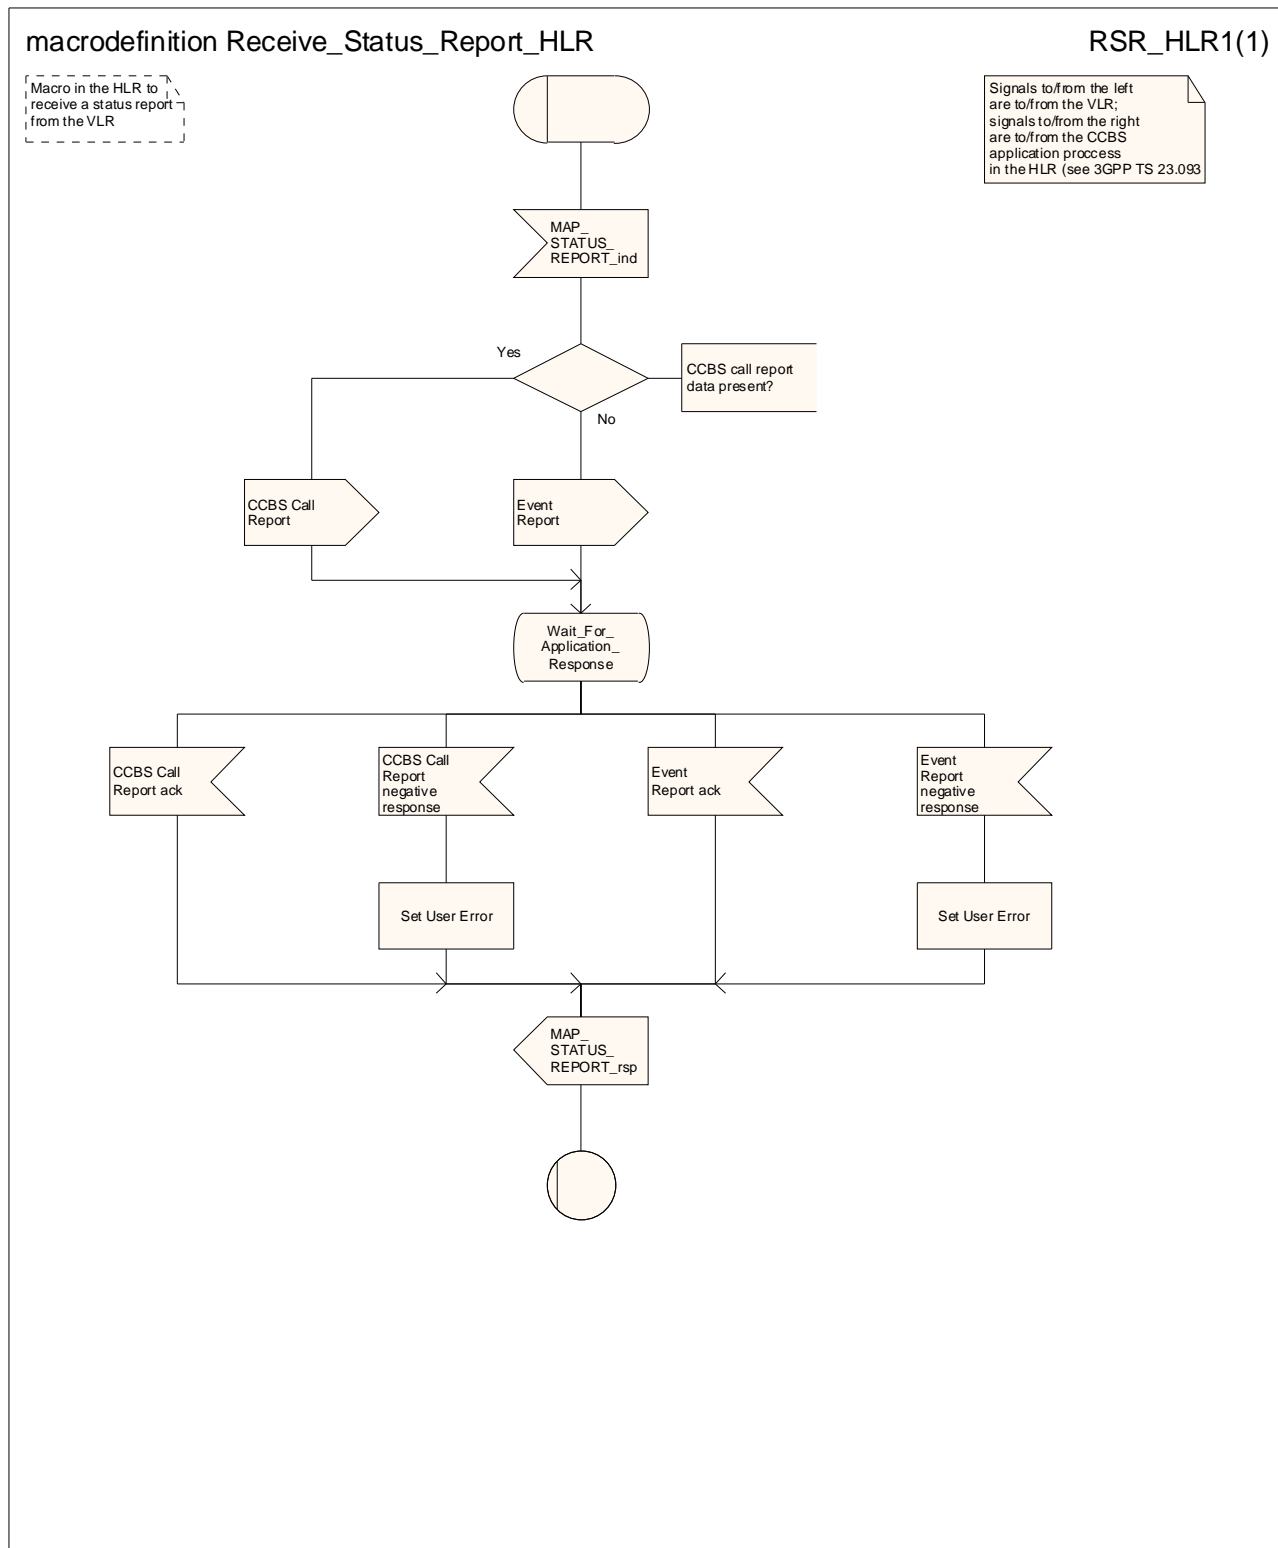 macrodefinition Receive_Status_Report_HLR
RSR_HLR1(1)
Macro in the HLR to
receive a status report
from the VLR
Signals to/from the left
are to/from the VLR;
signals to/from the right
are to/from the CCBS
application proccess
in the HLR (see 3GPP TS 23.093
MAP_
STATUS_
REPORT_ind
Yes
CCBS call report
data present?
No
CCBS Call
Report
Event
Report
Wait_For_
Application_
Response
CCBS Call
Report ack
CCBS Call
Report
negative
response
Event
Report ack
Event
Report
negative
response
Set User Error
Set User Error
MAP_
STATUS_
REPORT_rsp